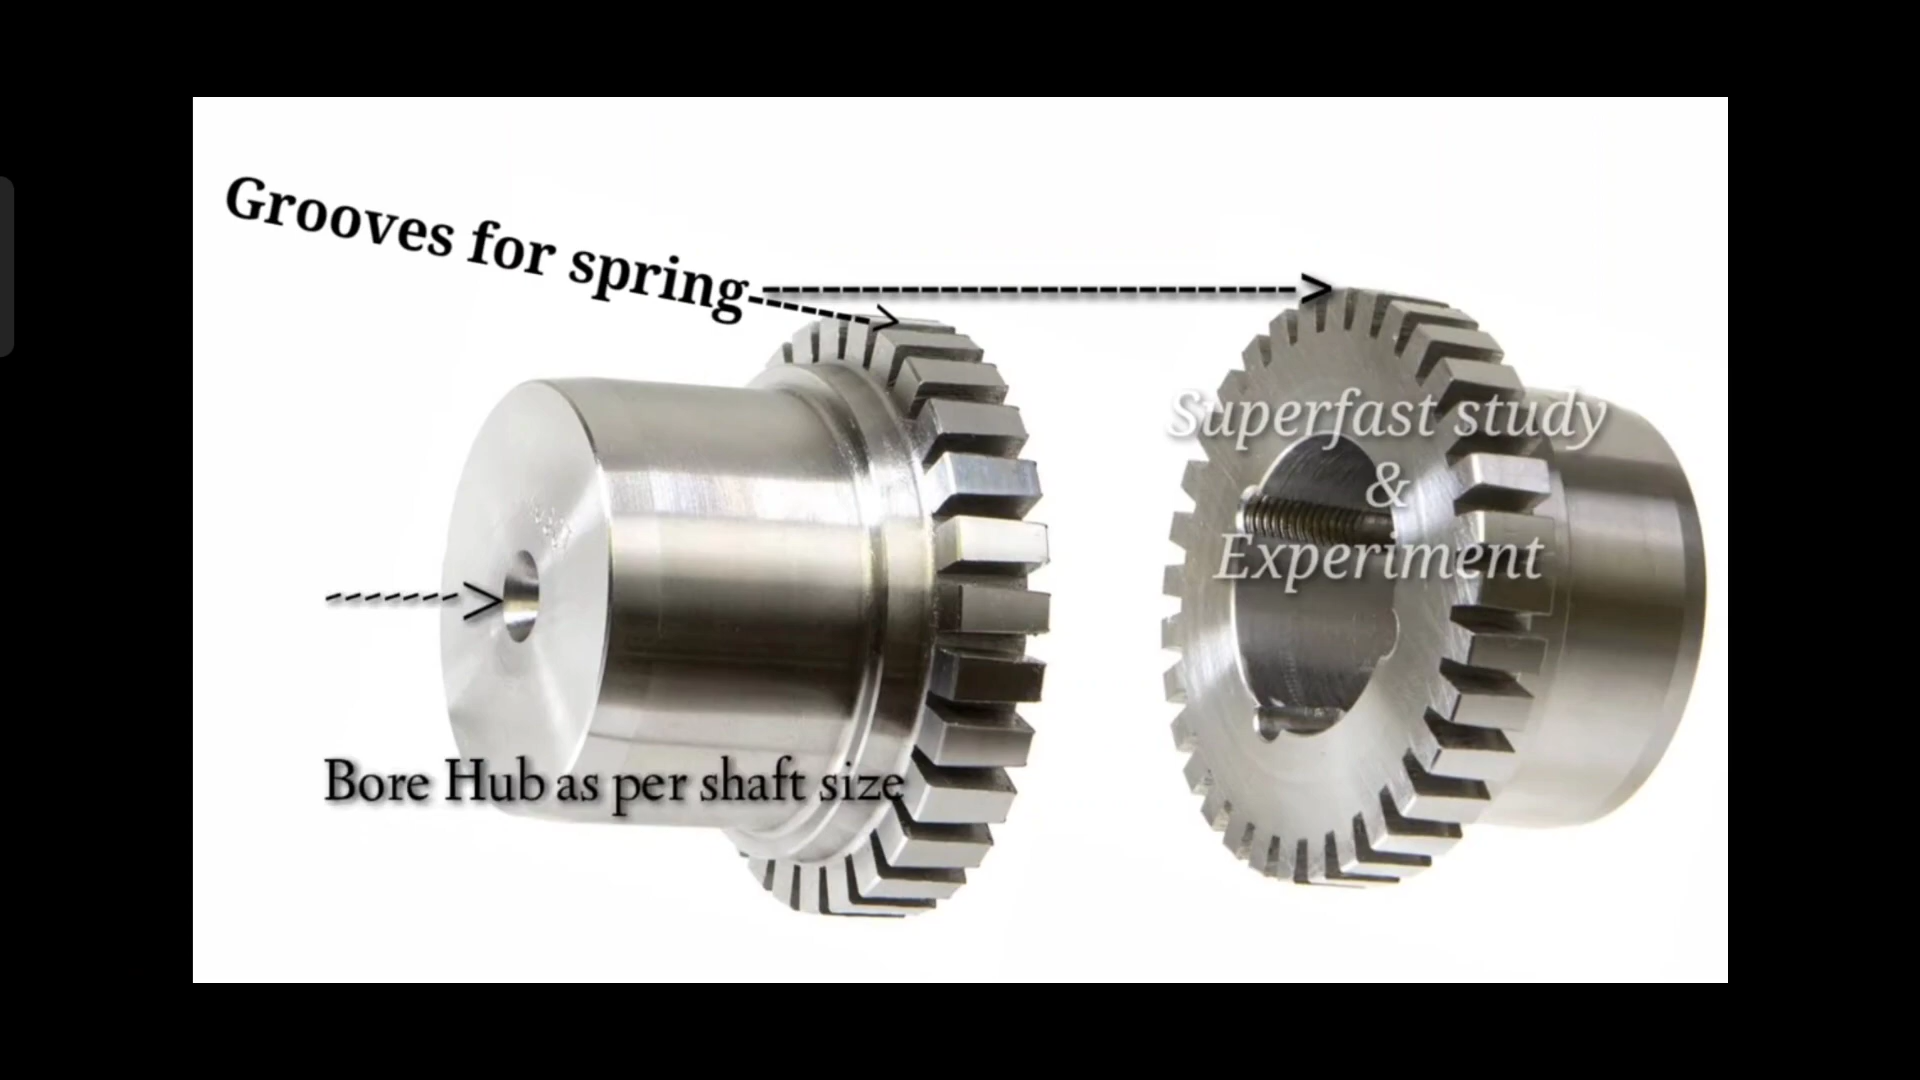 Grooves for spring
Superfast study
&
Experiment
Bore Hub as per shaft size